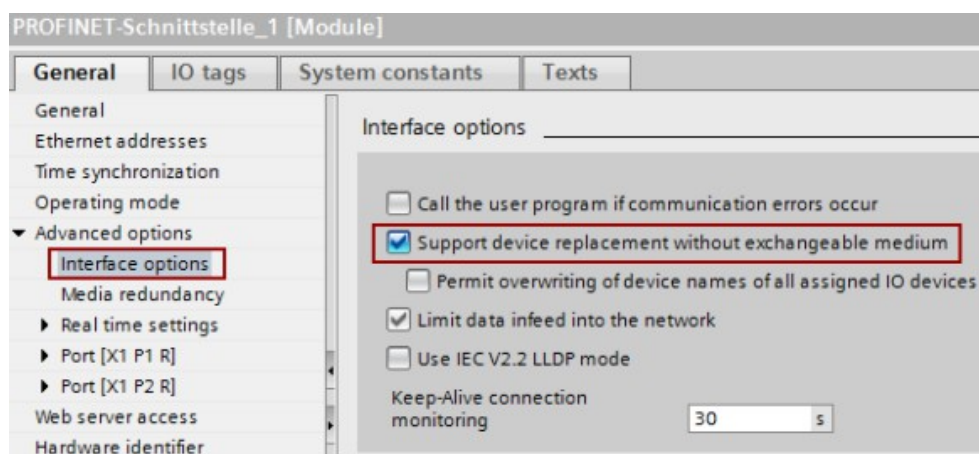 PROFINET-Schnittstelle_1 [Module]
General IO tags System constants Texts
General
Ethernet addresses
Time synchronization
Operating mode
Advanced options
Interface options
Media redundancy
Real time settings
Port [X1 P1 R]
Port [X1 P2 R]
Web server access
Hardware identifier
Interface options
Call the user program if communication errors occur
Support device replacement without exchangeable medium
Permit overwriting of device names of all assigned IO devices
Limit data infeed into the network
Use IEC V2.2 LLDP mode
Keep-Alive connection
monitoring 30 s